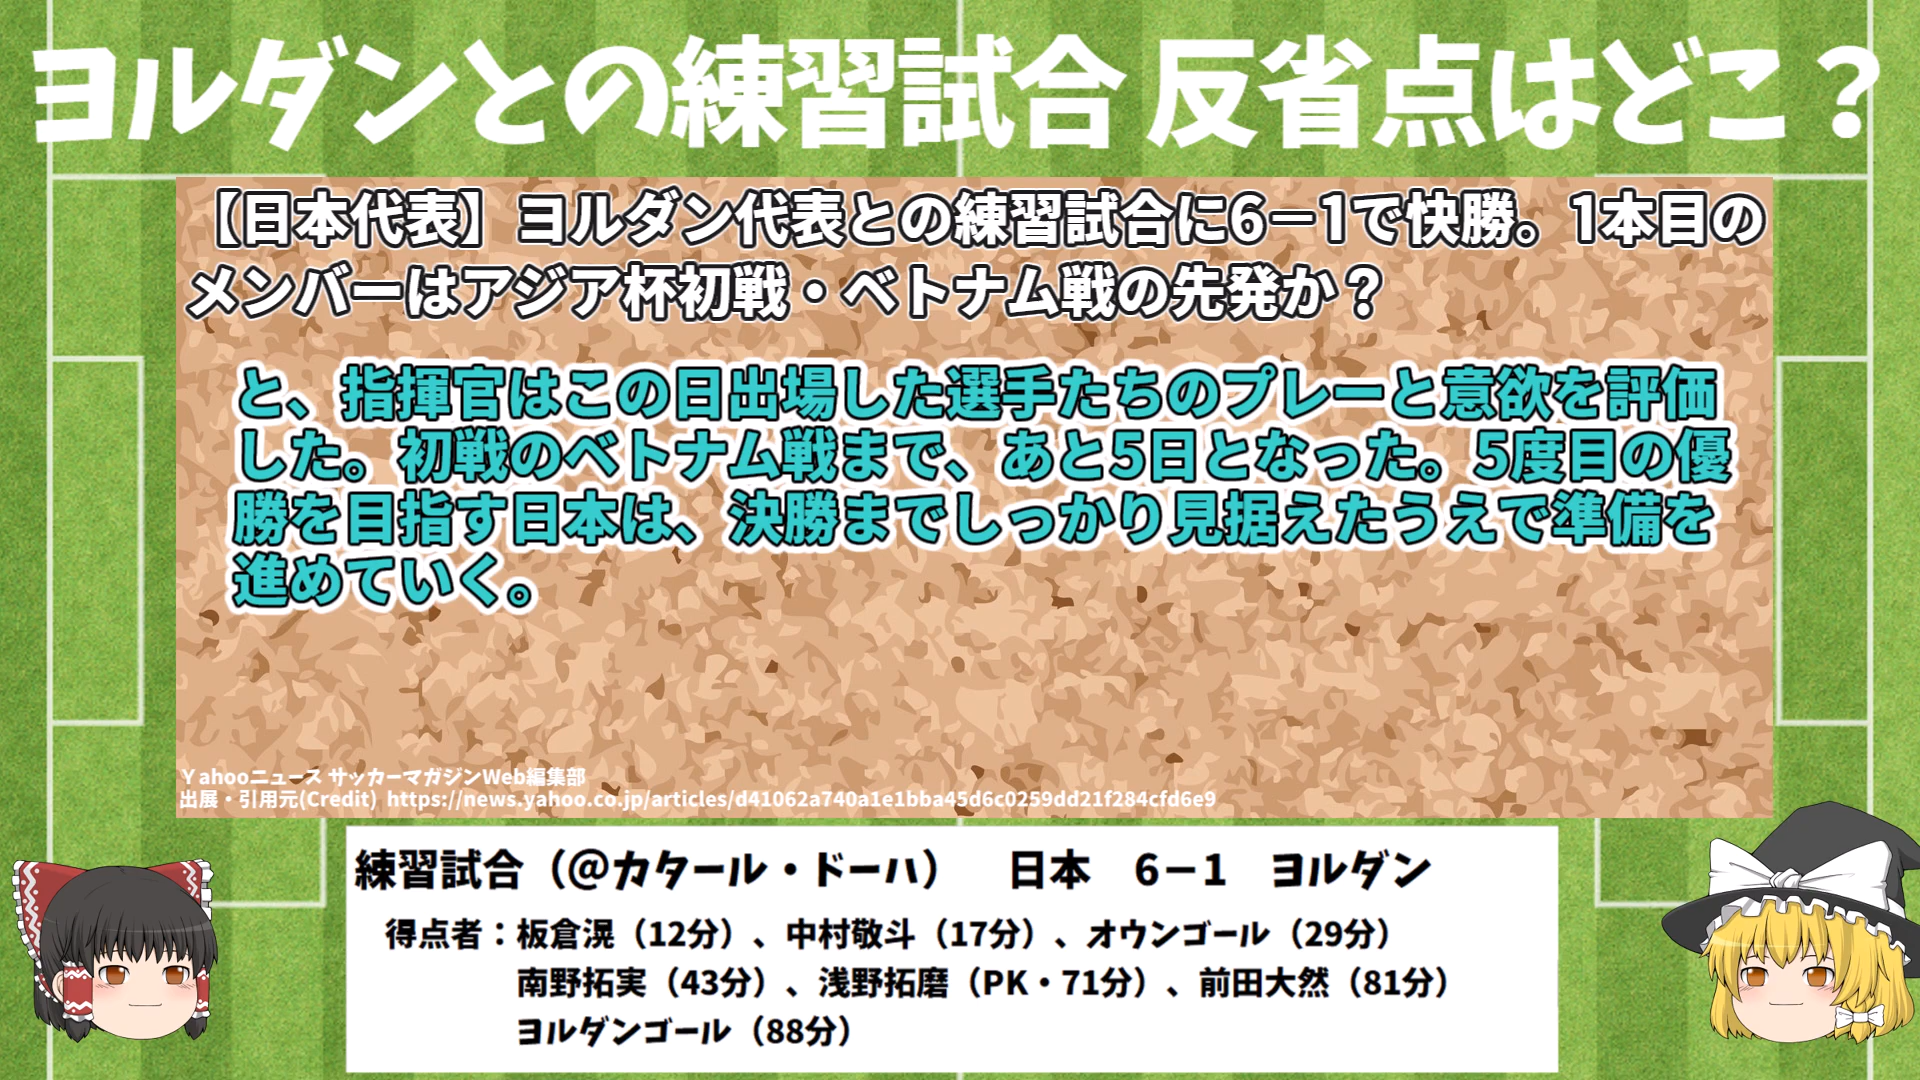 ヨルダンとの練習試合 反省点はどこ？
【日本代表】ヨルダン代表との練習試合に6－1で快勝。1本目の
メンバーはアジア杯初戦・ベトナム戦の先発か？
と、指揮官はこの日出場した選手たちのプレーと意欲を評価
した。初戦のベトナム戦まで、あと5日となった。5度目の優
勝を目指す日本は、決勝までしっかり見据えたうえで準備を
進めていく。
Ｙahooニュース サッカーマガジンWeb編集部
出展・引用元(Credit) https://news.yahoo.co.jp/articles/d41062a740a1e1bba45d6c0259dd21f284cfd6e9
練習試合（@カタール・ドーハ）　日本　6－1　ヨルダン
得点者：板倉滉（12分）、中村敬斗（17分）、オウンゴール（29分）
南野拓実（43分）、浅野拓磨（PK・71分）、前田大然（81分）
ヨルダンゴール（88分）